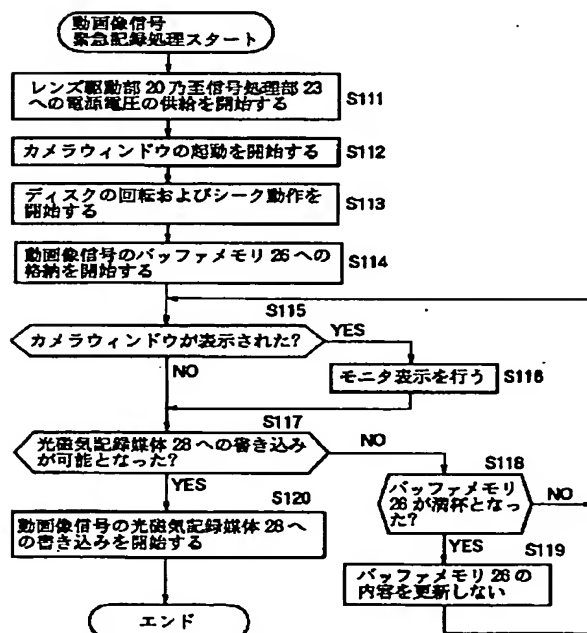 動画像信号
緊急記録処理スタート
レンズ駆動部20乃至信号処理部23
への電源電圧の供給を開始する
S111
カメラウィンドウの起動を開始する
S112
ディスクの回転およびシーク動作を
開始する
S113
動画像信号のバッファメモリ26への
格納を開始する
S114
S115
カメラウィンドウが表示された?
YES
NO
モニタ表示を行う
S116
S117
光磁気記録媒体28への書き込み
が可能となった?
NO
YES
S118
バッファメモリ
26が満杯となっ
た?
NO
YES
S120
動画像信号の光磁気記録媒体28へ
の書き込みを開始する
S119
バッファメモリ26の
内容を更新しない
エンド